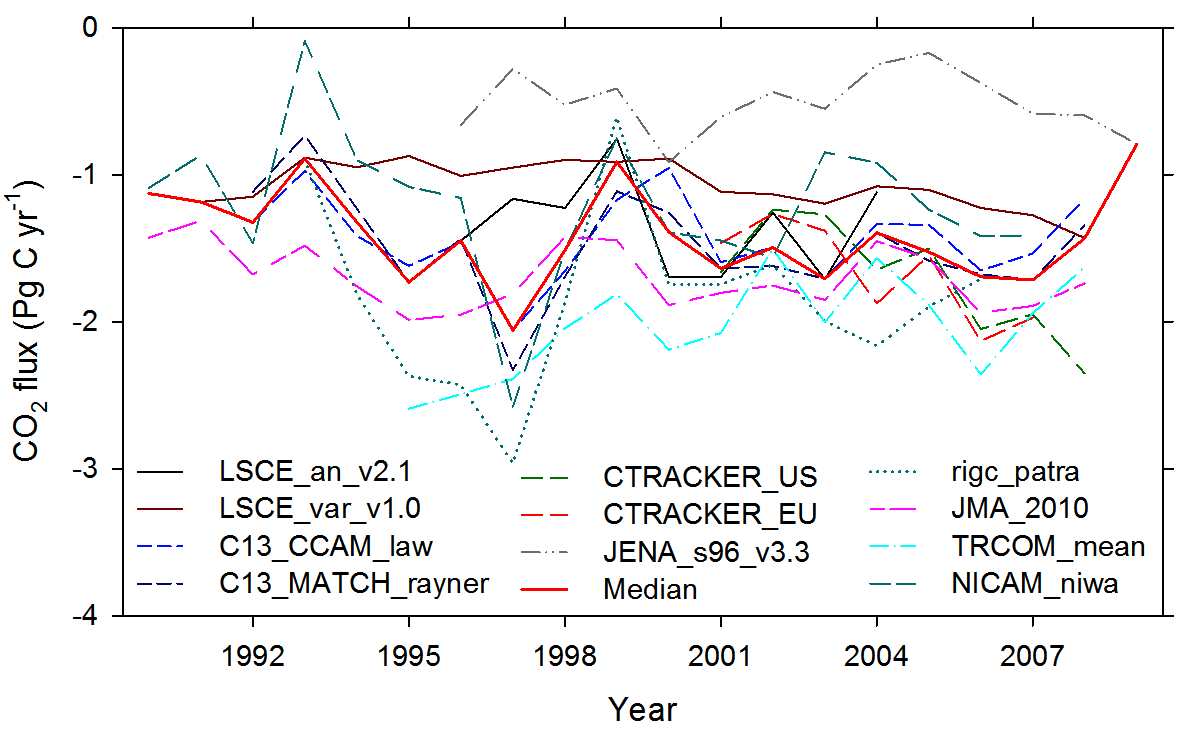 0
-1
-2
-3
-4
CO₂ flux (Pg C yr⁻¹)
LSCE_an_v2.1
LSCE_var_v1.0
C13_CCAM_law
C13_MATCH_rayner
CTRACKER_US
CTRACKER_EU
JENA_s96_v3.3
Median
rigc_patra
JMA_2010
TRCOM_mean
NICAM_niwa
1992 1995 1998 2001 2004 2007
Year